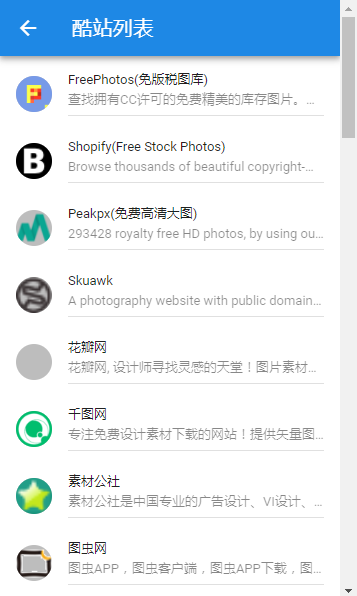 酷站列表
FreePhotos(免版税图库)
查找拥有CC许可的免费精美的库存图片。...
Shopify(Free Stock Photos)
Browse thousands of beautiful copyright-...
Peakpx(免费高清大图)
293428 royalty free HD photos, by using ou...
Skuawk
A photography website with public domain...
花瓣网
花瓣网, 设计师寻找灵感的天堂！图片素材...
千图网
专注免费设计素材下载的网站！提供矢量图...
素材公社
素材公社是中国专业的广告设计、VI设计、...
图虫网
图虫APP，图虫客户端，图虫APP下载，图...